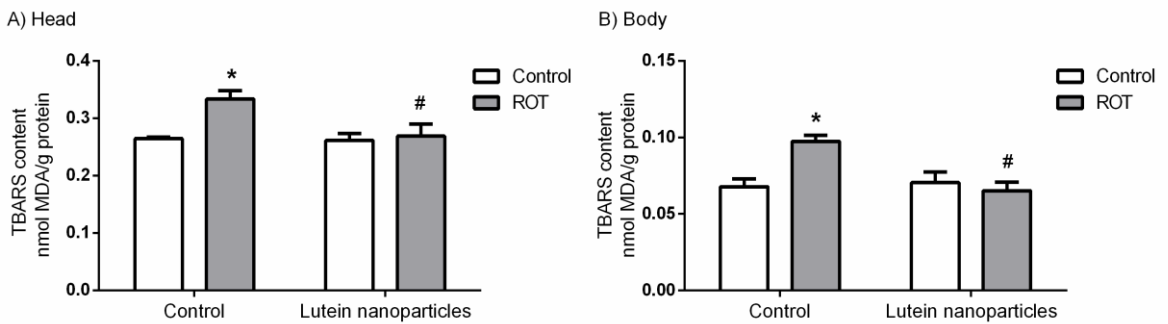 A) Head
TBARS content
nmol MDA/g protein
0.4
0.3
0.2
0.1
0.0
*
#
Control
ROT
Control
Lutein nanoparticles
B) Body
TBARS content
nmol MDA/g protein
0.15
0.10
0.05
0.00
*
#
Control
ROT
Control
Lutein nanoparticles